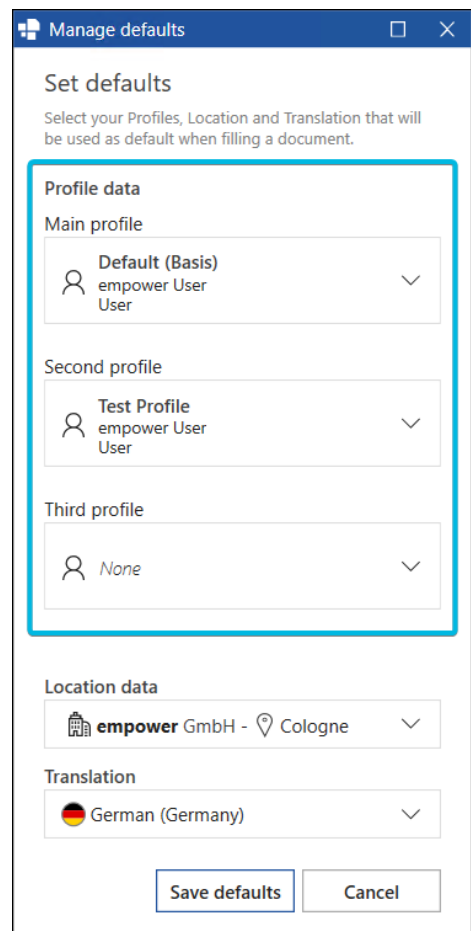 Manage defaults
Set defaults
Select your Profiles, Location and Translation that will
be used as default when filling a document.
Profile data
Main profile
Default (Basis)
empower User
User
Second profile
Test Profile
empower User
User
Third profile
None
Location data
empower GmbH - Cologne
Translation
German (Germany)
Save defaults
Cancel